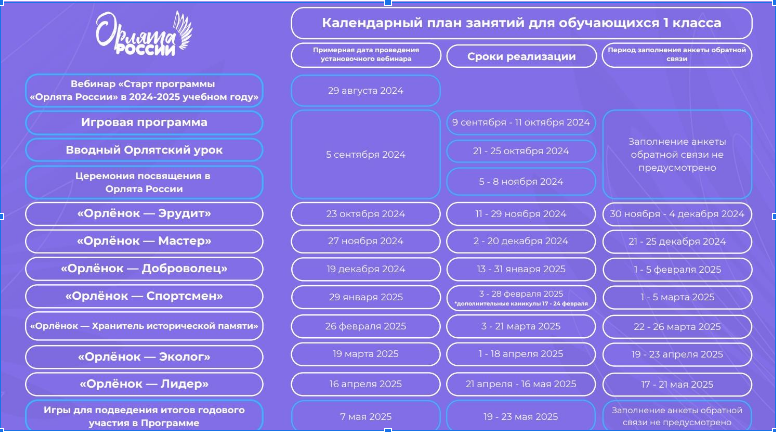 Орлята
РОССИИ
Календарный план занятий для обучающихся 1 класса
Примерная дата проведения
установочного вебинара
Сроки реализации
Период заполнения анкеты обратной
связи
Вебинар «Старт программы
«Орлята России» в 2024-2025 учебном году»
29 августа 2024
Игровая программа
5 сентября 2024
9 сентября - 11 октября 2024
Заполнение анкеты
обратной связи не
предусмотрено
Вводный Орлятский урок
21 - 25 октября 2024
Церемония посвящения в
Орлята России
5 - 8 ноября 2024
«Орлёнок — Эрудит»
23 октября 2024
11 - 29 ноября 2024
30 ноября - 4 декабря 2024
«Орлёнок — Мастер»
27 ноября 2024
2 - 20 декабря 2024
21 - 25 декабря 2024
«Орлёнок — Доброволец»
19 декабря 2024
13 - 31 января 2025
1 - 5 февраля 2025
«Орлёнок — Спортсмен»
29 января 2025
3 - 28 февраля 2025
*дополнительные каникулы 17 - 24 февраля
1 - 5 марта 2025
«Орлёнок — Хранитель исторической памяти»
26 февраля 2025
3 - 21 марта 2025
22 - 26 марта 2025
«Орлёнок — Эколог»
19 марта 2025
1 - 18 апреля 2025
19 - 23 апреля 2025
«Орлёнок — Лидер»
16 апреля 2025
21 апреля - 16 мая 2025
17 - 21 мая 2025
Игры для подведения итогов годового
участия в Программе
7 мая 2025
19 - 23 мая 2025
Заполнение анкеты обратной
связи не предусмотрено